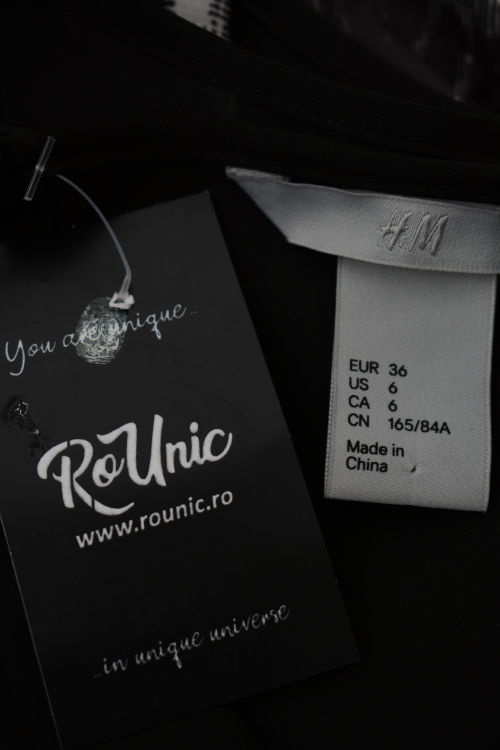 You are unique..
RoUnic
www.rounic.ro
..in unique universe
H&M
EUR 36
US 6
CA 6
CN 165/84A
Made in
China